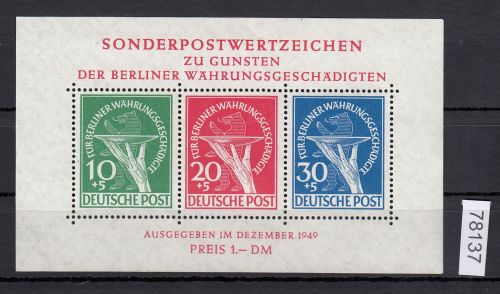 SONDERPOSTWERTZEICHEN
ZU GUNSTEN
DER BERLINER WÄHRUNGSGESCHÄDIGTEN
FÜR BERLINER WÄHRUNGSGESCHÄDIGTE
10
+5
DEUTSCHE POST
FÜR BERLINER WÄHRUNGSGESCHÄDIGTE
20
+5
DEUTSCHE POST
FÜR BERLINER WÄHRUNGSGESCHÄDIGTE
30
+5
DEUTSCHE POST
AUSGEGEBEN IM DEZEMBER 1949
PREIS 1.— DM
78137